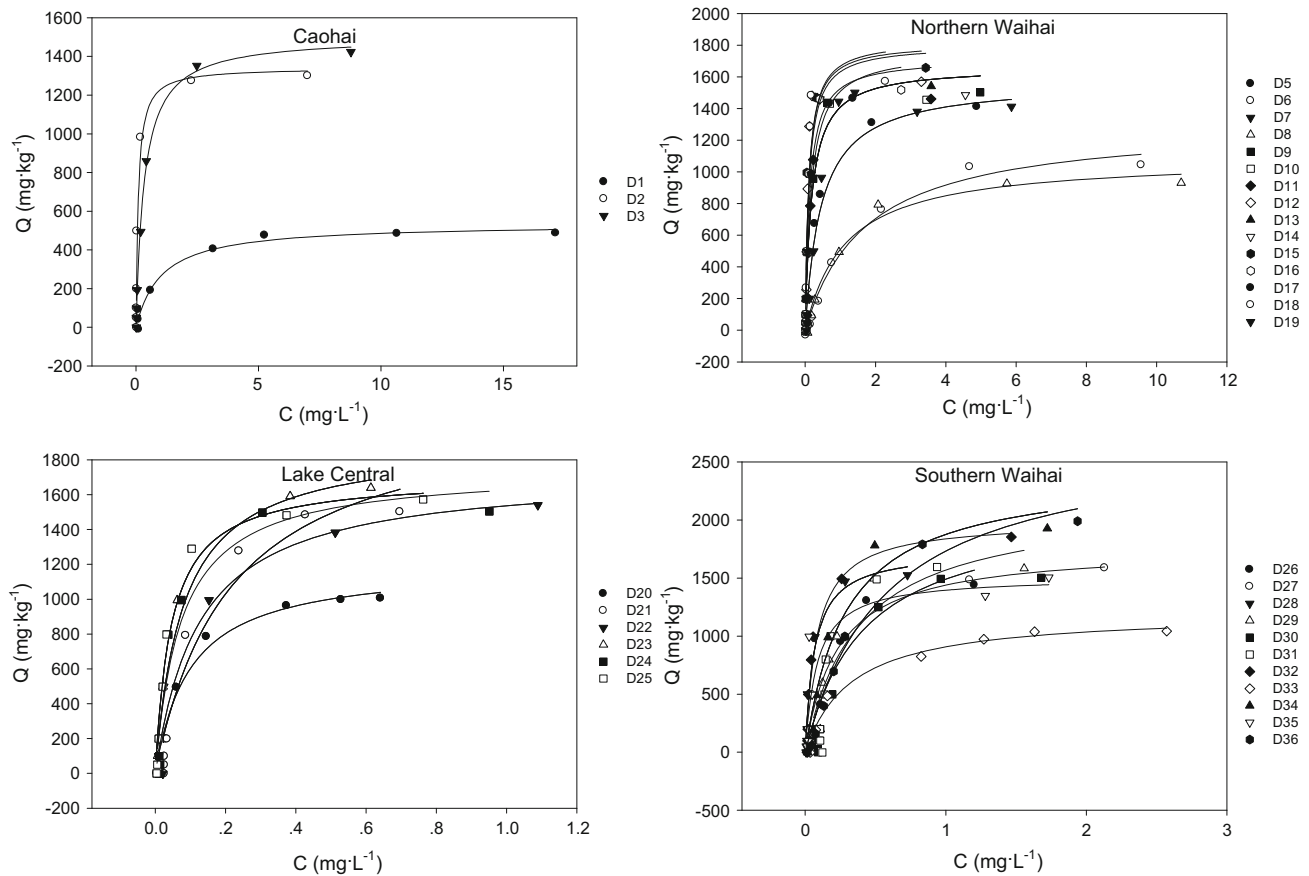 Caohai
Q (mg·kg-1)
1600
1400
1200
1000
800
600
400
200
0
-200
0 5 10 15
C (mg·L-1)
D1
D2
D3
Northern Waihai
Q (mg·kg-1)
2000
1800
1600
1400
1200
1000
800
600
400
200
0
-200
0 2 4 6 8 10 12
C (mg·L-1)
D5
D6
D7
D8
D9
D10
D11
D12
D13
D14
D15
D16
D17
D18
D19
Lake Central
Q (mg·kg-1)
1800
1600
1400
1200
1000
800
600
400
200
0
-200
0.0 .2 .4 .6 .8 1.0 1.2
C (mg·L-1)
D20
D21
D22
D23
D24
D25
Southern Waihai
Q (mg·kg-1)
2500
2000
1500
1000
500
0
-500
0 1 2 3
C (mg·L-1)
D26
D27
D28
D29
D30
D31
D32
D33
D34
D35
D36